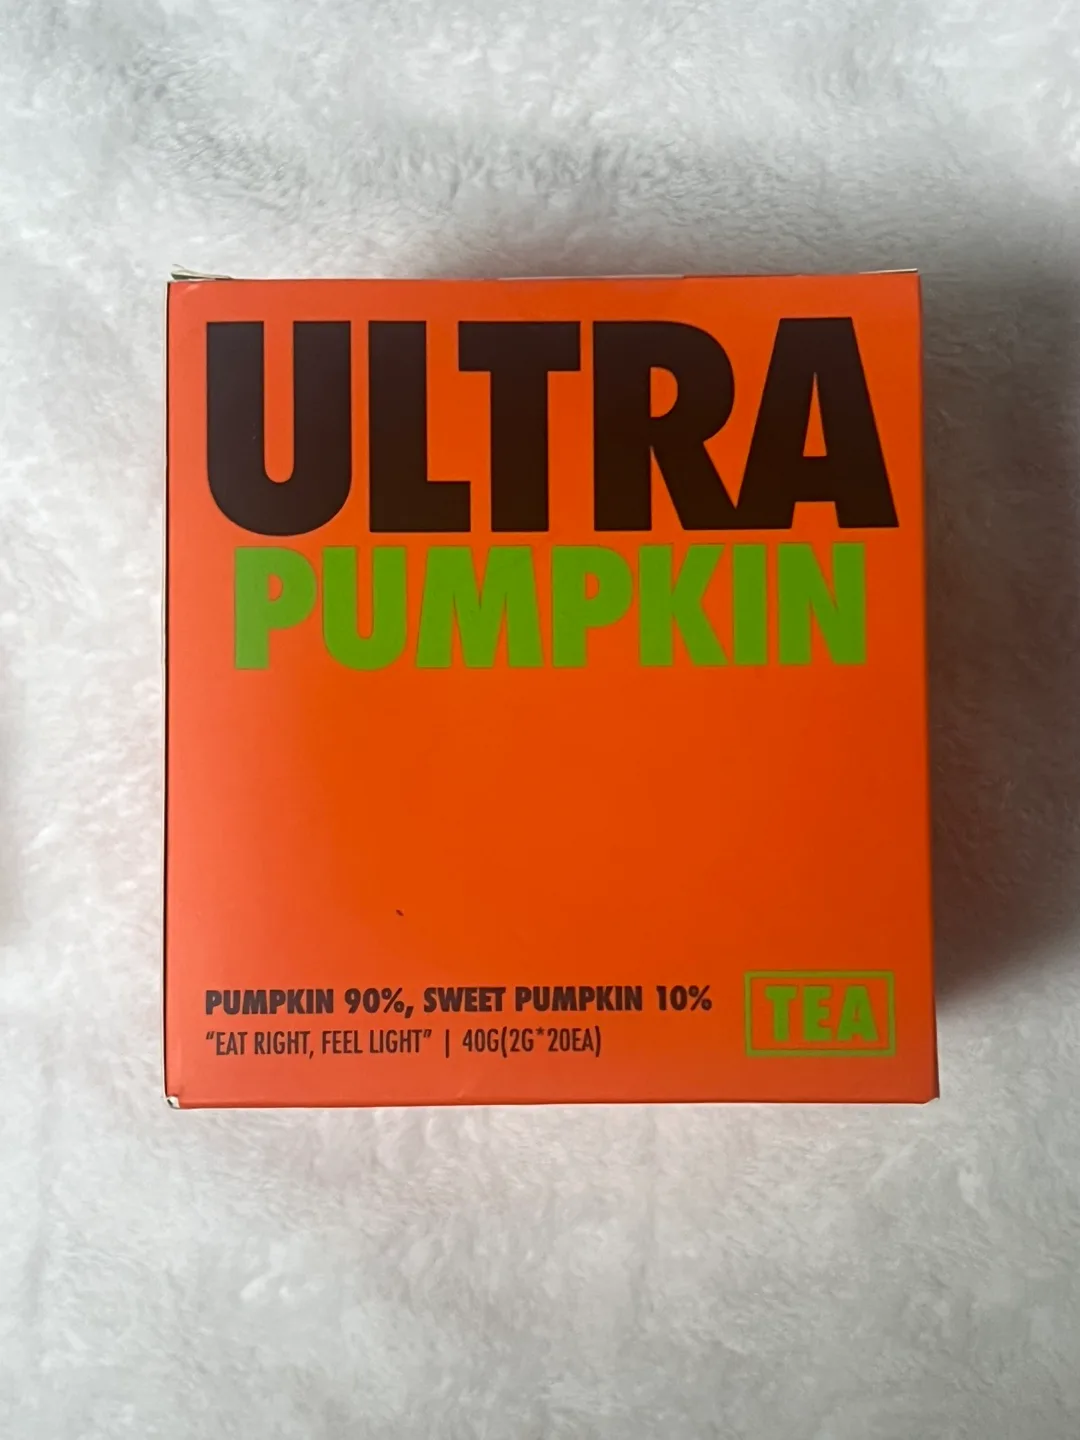 ULTRA
PUMPKIN
PUMPKIN 90%, SWEET PUMPKIN 10%
"EAT RIGHT, FEEL LIGHT" | 40G(2G*20EA)
TEA